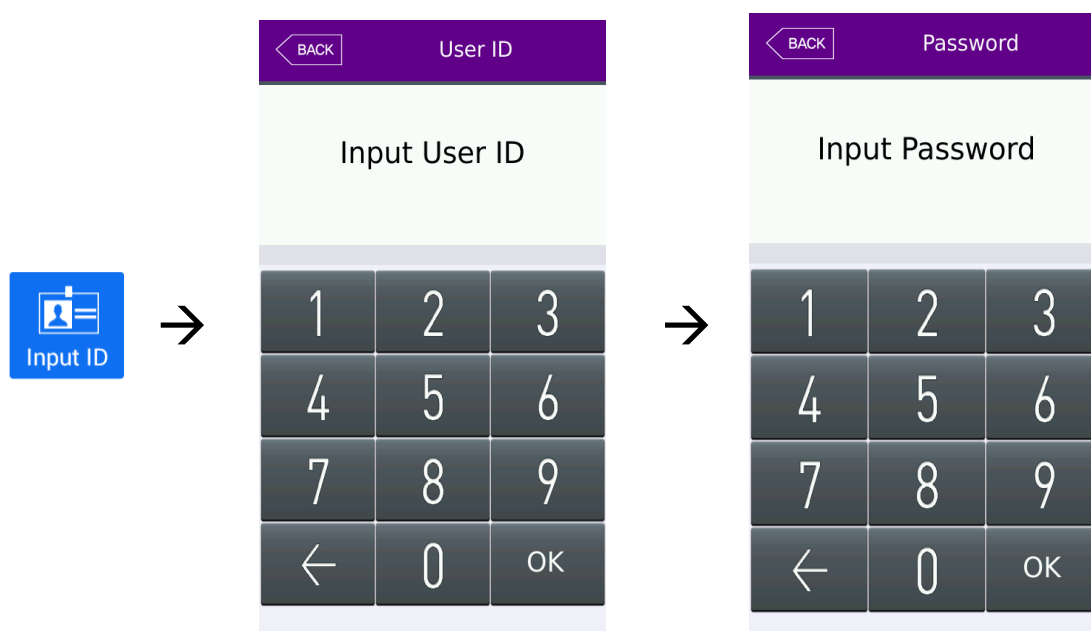 Input ID
→
BACK User ID
Input User ID
1 2 3
4 5 6
7 8 9
← 0 OK
→
BACK Password
Input Password
1 2 3
4 5 6
7 8 9
← 0 OK